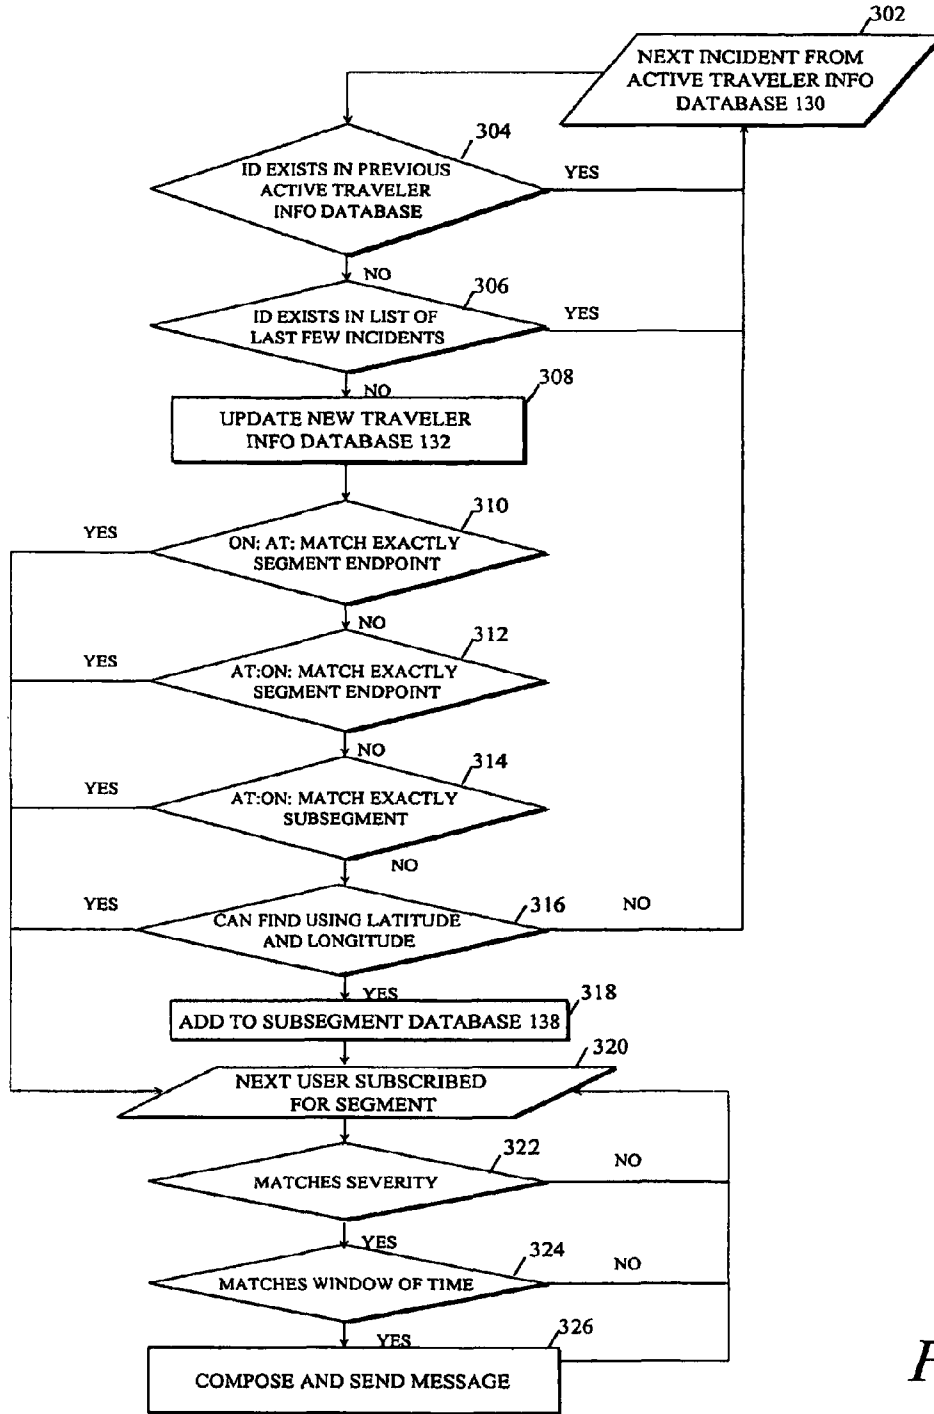 302
NEXT INCIDENT FROM
ACTIVE TRAVELER INFO
DATABASE 130
304
ID EXISTS IN PREVIOUS
ACTIVE TRAVELER
INFO DATABASE
YES
NO
306
ID EXISTS IN LIST OF
LAST FEW INCIDENTS
YES
NO
308
UPDATE NEW TRAVELER
INFO DATABASE 132
310
YES
ON: AT: MATCH EXACTLY
SEGMENT ENDPOINT
NO
312
YES
AT:ON: MATCH EXACTLY
SEGMENT ENDPOINT
NO
314
YES
AT:ON: MATCH EXACTLY
SUBSEGMENT
NO
YES
CAN FIND USING LATITUDE
AND LONGITUDE
316
NO
YES
318
ADD TO SUBSEGMENT DATABASE 138
320
NEXT USER SUBSCRIBED
FOR SEGMENT
322
MATCHES SEVERITY
NO
YES
324
MATCHES WINDOW OF TIME
NO
YES
326
COMPOSE AND SEND MESSAGE